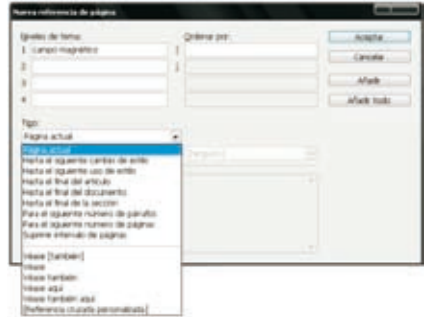 Nueva referencia de página
Niveles de tema:
Ordenar por:
1 campo magnético
2
3
4
Aceptar
Cancelar
Añadir
Añadir todo
Tipo:
Página actual
Página actual
Hasta el siguiente cambio de estilo
Hasta el siguiente uso de estilo
Hasta el final del artículo
Hasta el final del documento
Hasta el final de la sección
Para el siguiente número de párrafos
Para el siguiente número de páginas
Suprimir intervalo de páginas
Véase [también]
Véase
Véase también
Véase aquí
Véase también aquí
[Referencia cruzada personalizada]